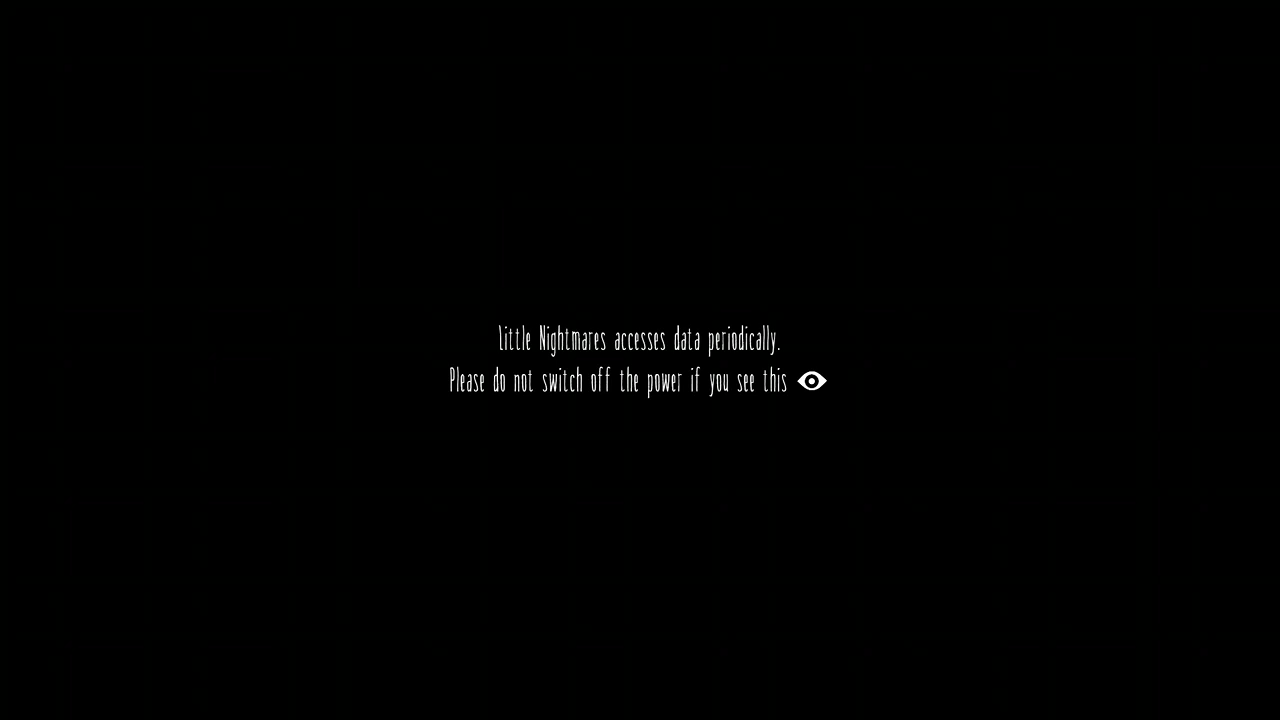 Little Nightmares accesses data periodically.
Please do not switch off the power if you see this